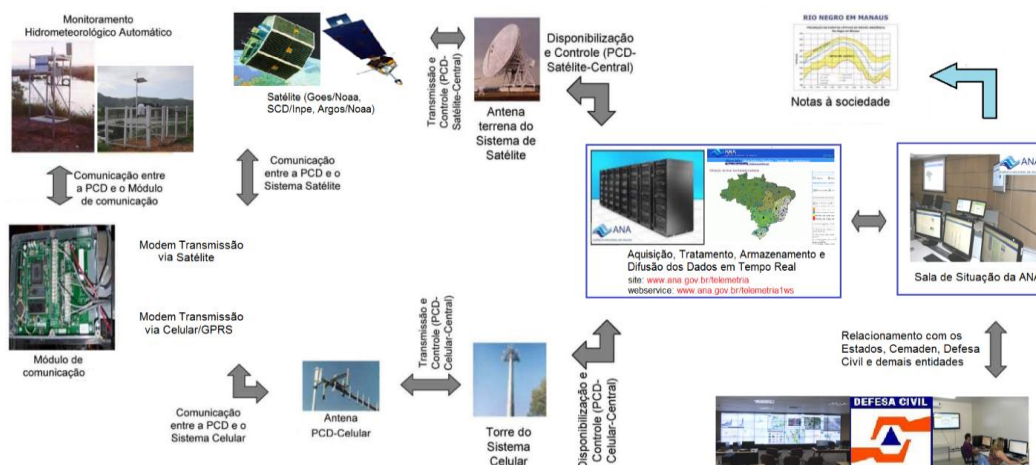 Monitoramento
Hidrometeorológico Automático
Satélite (Goes/Noaa,
SCD/Inpe, Argos/Noaa)
Transmissão e
Controle (PCD-
Satélite-Central)
Antena
terrena do
Sistema de
Satélite
Disponibilização
e Controle (PCD-
Satélite-Central)
RIO NEGRO EM MANAUS
Notas à sociedade
Comunicação entre
a PCD e o Módulo
de comunicação
Comunicação
entre a PCD e o
Sistema Satélite
ANA
ANA
ANA
Aquisição, Tratamento, Armazenamento e
Difusão dos Dados em Tempo Real
site: www.ana.gov.br/telemetria
webservice: www.ana.gov.br/telemetria1ws
Sala de Situação da ANA
Modem Transmissão
via Satélite
Modem Transmissão
via Celular/GPRS
Módulo de
comunicação
Comunicação
entre a PCD e o
Sistema Celular
Antena
PCD-Celular
Transmissão e
Controle (PCD-
Celular-Central)
Torre do
Sistema
Celular
Disponibilização e
Controle (PCD-
Celular-Central)
Relacionamento com os
Estados, Cemaden, Defesa
Civil e demais entidades
DEFESA CIVIL